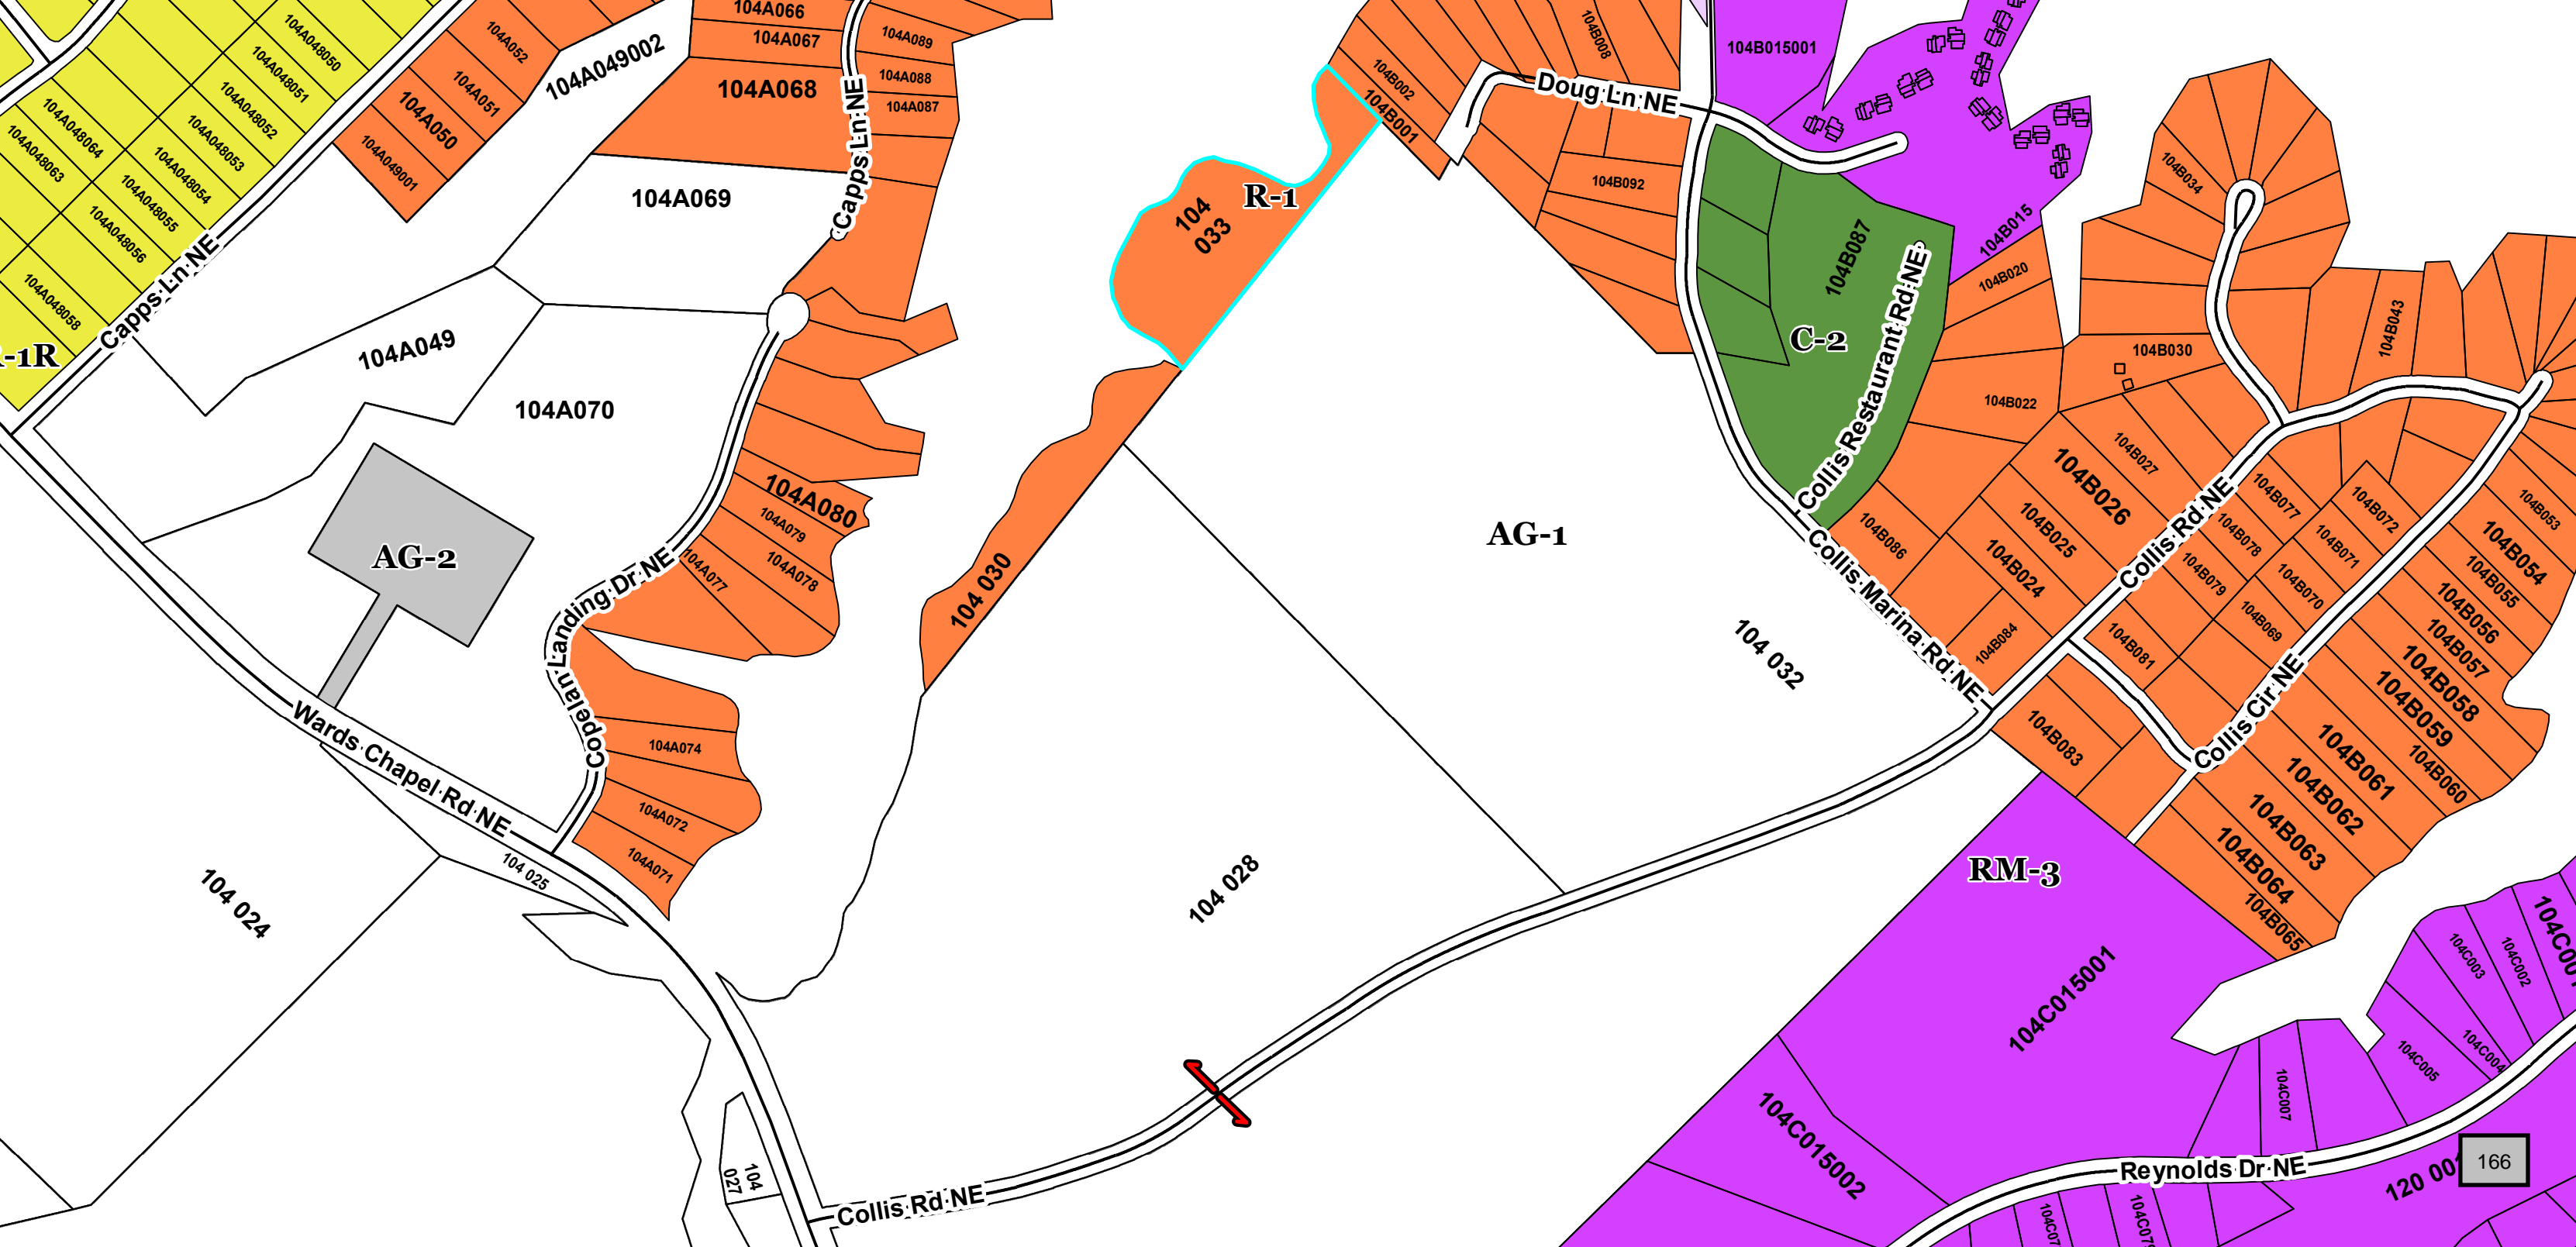 104A048050
104A048051
104A048052
104A048053
104A048054
104A048055
104A048056
104A048058
104A048064
104A048063
R-1R
Capps Ln NE
104A052
104A051
104A050
104A049001
104A049002
104A066
104A067
104A068
104A089
104A088
104A087
Capps Ln NE
104A069
104A049
104A070
AG-2
104A080
104A079
104A078
104A077
Copelan Landing Dr NE
104A074
104A072
104A071
Wards Chapel Rd NE
104 025
104 024
104
027
Collis Rd NE
104 028
104 030
104
033
R-1
AG-1
104 032
104B008
104B002
104B001
Doug Ln NE
104B092
104B015001
104B015
104B087
C-2
Collis Restaurant Rd NE
Collis Marina Rd NE
104B020
104B022
104B034
104B030
104B043
104B027
104B026
104B025
104B024
104B086
104B084
Collis Rd NE
104B077
104B078
104B079
104B081
104B072
104B071
104B070
104B069
Collis Cir NE
104B053
104B054
104B055
104B056
104B057
104B058
104B059
104B060
104B061
104B062
104B063
104B064
104B065
104B083
RM-3
104C015001
104C015002
104C003
104C002
104C004
104C005
104C007
Reynolds Dr NE
166